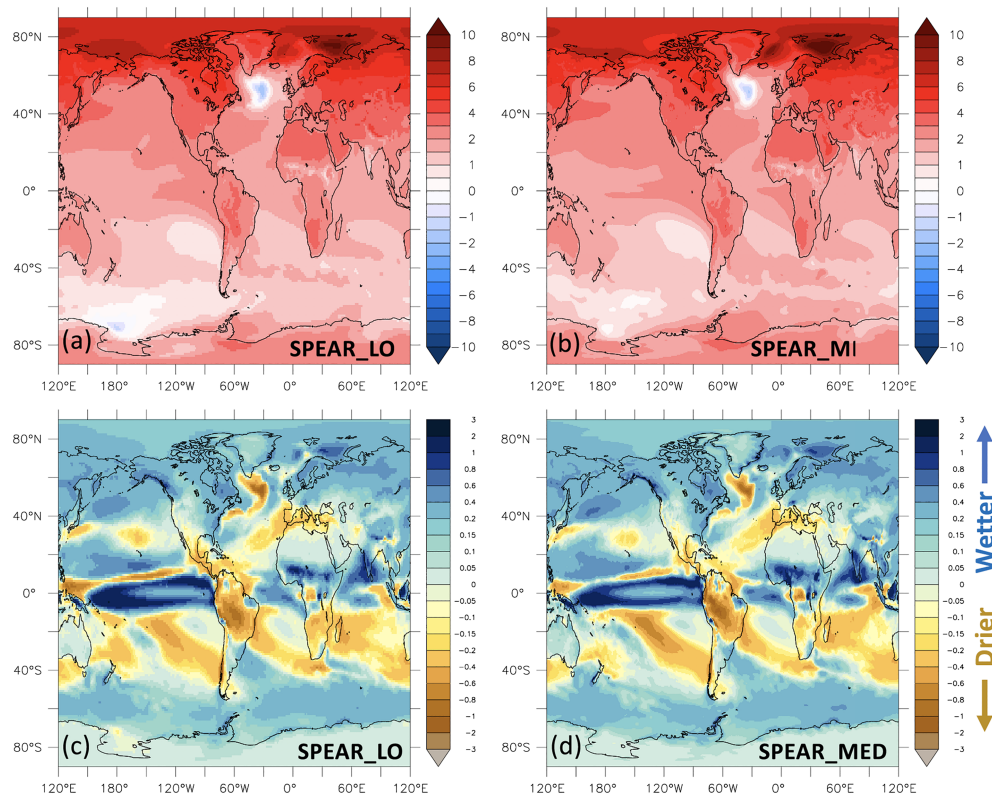 80°N
40°N
0°
40°S
80°S
(a)
SPEAR_LO
120°E
180°
120°W
60°W
0°
60°E
120°E
10
8
6
4
2
1
0
−1
−2
−4
−6
−8
−10
80°N
40°N
0°
40°S
80°S
(b)
SPEAR_MI
120°E
180°
120°W
60°W
0°
60°E
120°E
10
8
6
4
2
1
0
−1
−2
−4
−6
−8
−10
80°N
40°N
0°
40°S
80°S
(c)
SPEAR_LO
120°E
180°
120°W
60°W
0°
60°E
120°E
3
2
1
0.8
0.6
0.4
0.2
0.15
0.1
0.05
0
−0.05
−0.1
−0.15
−0.2
−0.4
−0.6
−0.8
−1
−2
−3
80°N
40°N
0°
40°S
80°S
(d)
SPEAR_MED
120°E
180°
120°W
60°W
0°
60°E
120°E
3
2
1
0.8
0.6
0.4
0.2
0.15
0.1
0.05
0
−0.05
−0.1
−0.15
−0.2
−0.4
−0.6
−0.8
−1
−2
−3
Wetter
Drier